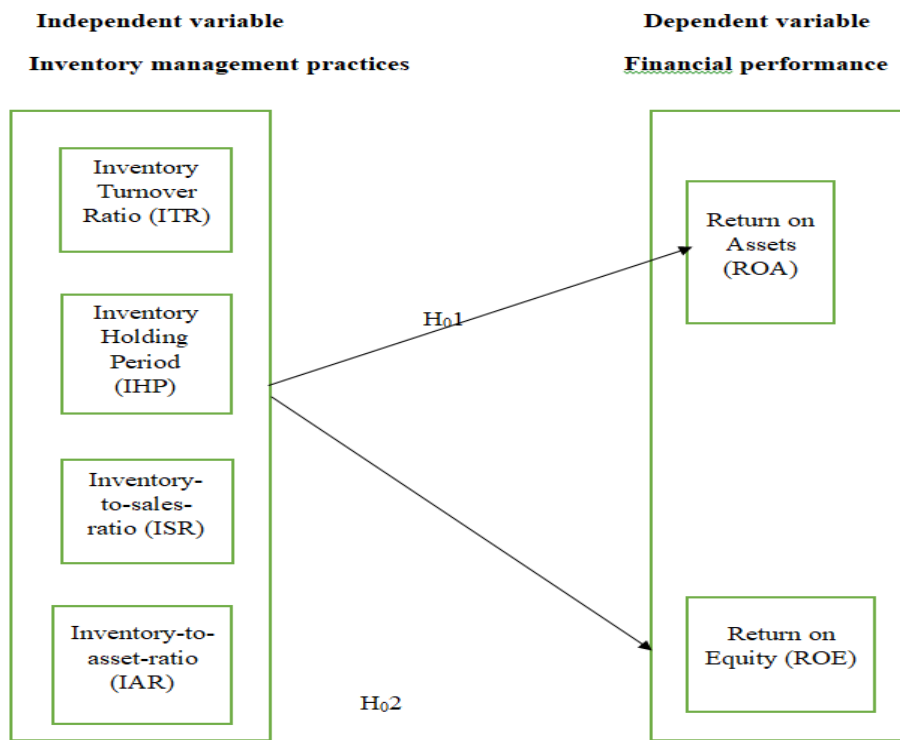 Independent variable
Dependent variable
Inventory management practices
Financial performance
Inventory
Turnover
Ratio (ITR)
Inventory
Holding
Period
(IHP)
Inventory-
to-sales-
ratio (ISR)
Inventory-to-
asset-ratio
(IAR)
H₀1
H₀2
Return on
Assets
(ROA)
Return on
Equity (ROE)